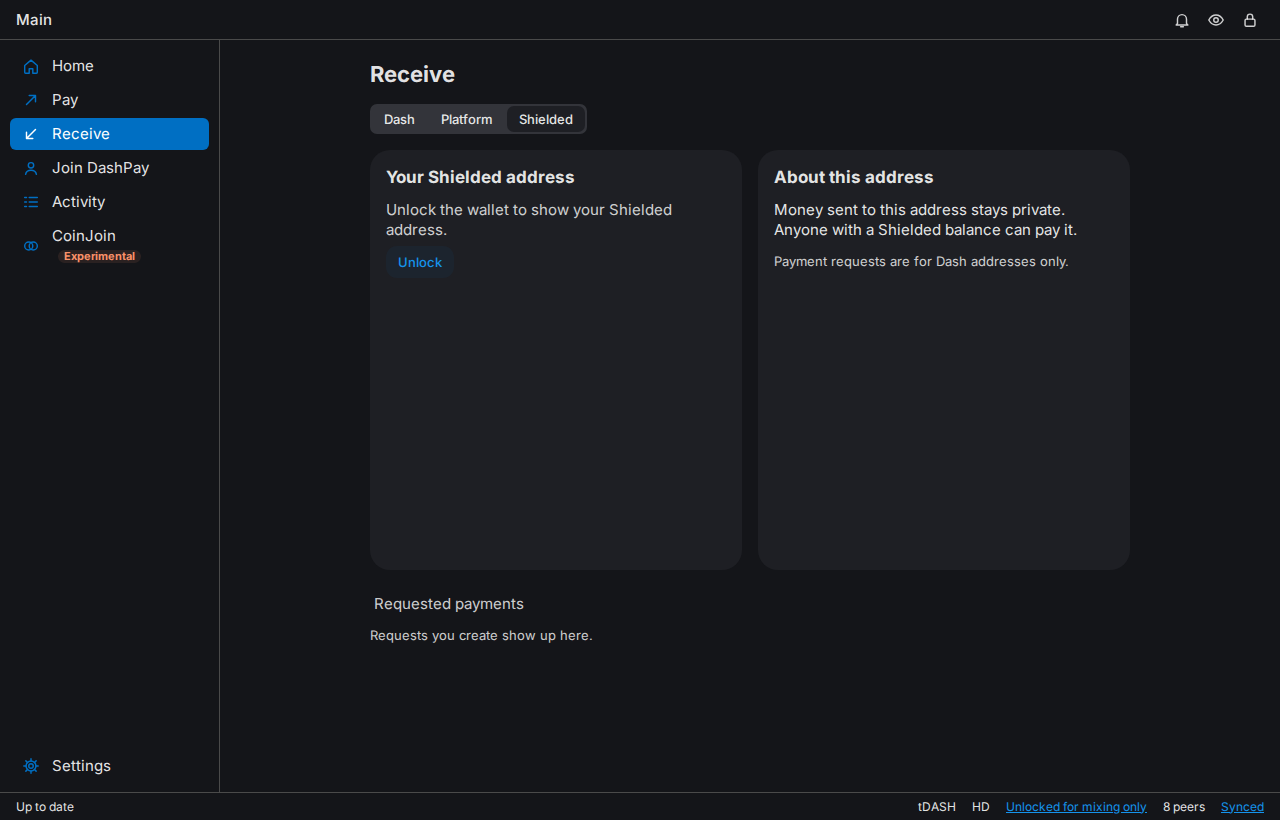 Main
Home
Pay
Receive
Join DashPay
Activity
CoinJoin
Experimental
Settings
Receive
Dash Platform Shielded
Your Shielded address
Unlock the wallet to show your Shielded
address.
Unlock
About this address
Money sent to this address stays private.
Anyone with a Shielded balance can pay it.
Payment requests are for Dash addresses only.
Requested payments
Requests you create show up here.
Up to date
tDASH HD Unlocked for mixing only 8 peers Synced